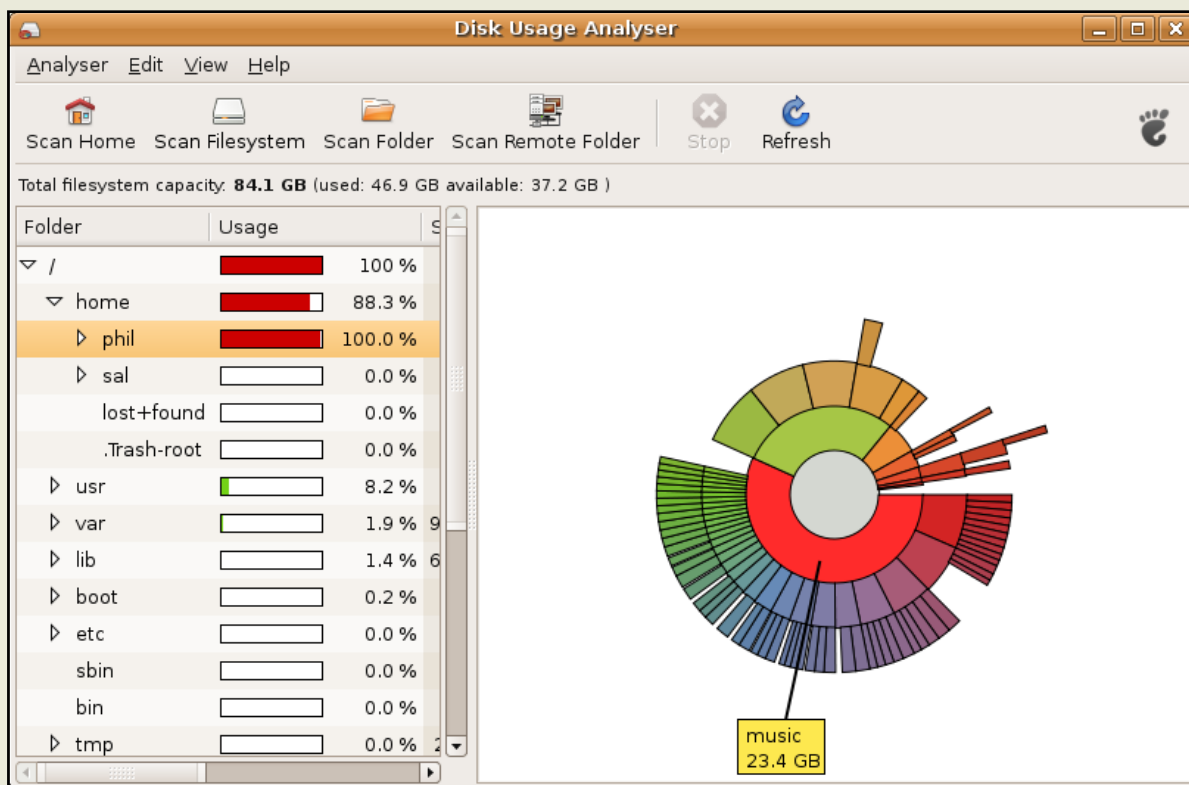 Disk Usage Analyser
Analyser Edit View Help
Scan Home Scan Filesystem Scan Folder Scan Remote Folder Stop Refresh
Total filesystem capacity: 84.1 GB (used: 46.9 GB available: 37.2 GB )
Folder Usage S
/ 100 %
home 88.3 %
phil 100.0 %
sal 0.0 %
lost+found 0.0 %
.Trash-root 0.0 %
usr 8.2 %
var 1.9 % 9
lib 1.4 % 6
boot 0.2 %
etc 0.0 %
sbin 0.0 %
bin 0.0 %
tmp 0.0 % 2
music
23.4 GB